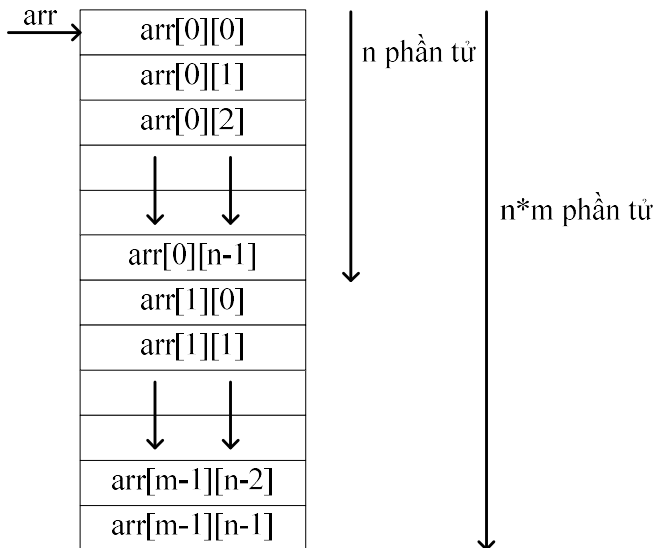 arr
arr[0][0]
arr[0][1]
arr[0][2]
arr[0][n-1]
arr[1][0]
arr[1][1]
arr[m-1][n-2]
arr[m-1][n-1]
n phần tử
n*m phần tử